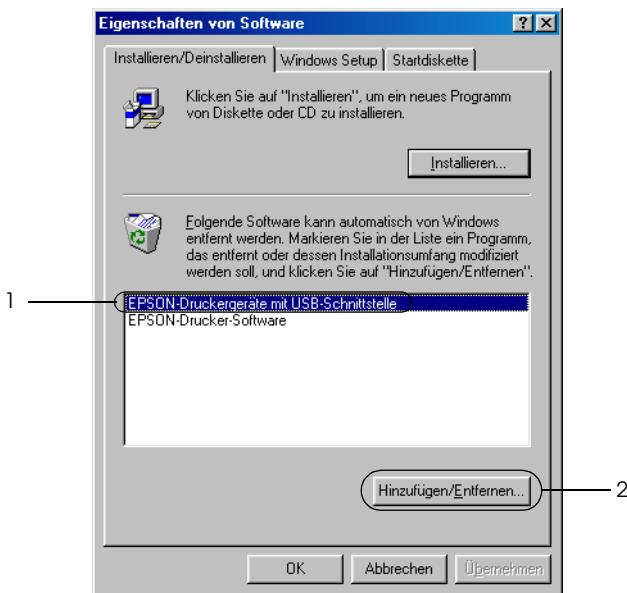 Eigenschaften von Software
Installieren/Deinstallieren Windows Setup Startdiskette
Klicken Sie auf "Installieren", um ein neues Programm
von Diskette oder CD zu installieren.
Installieren...
Folgende Software kann automatisch von Windows
entfernt werden. Markieren Sie in der Liste ein Programm,
das entfernt oder dessen Installationsumfang modifiziert
werden soll, und klicken Sie auf "Hinzufügen/Entfernen".
1
EPSON-Druckergeräte mit USB-Schnittstelle
EPSON-Drucker-Software
Hinzufügen/Entfernen...
2
OK Abbrechen Übernehmen